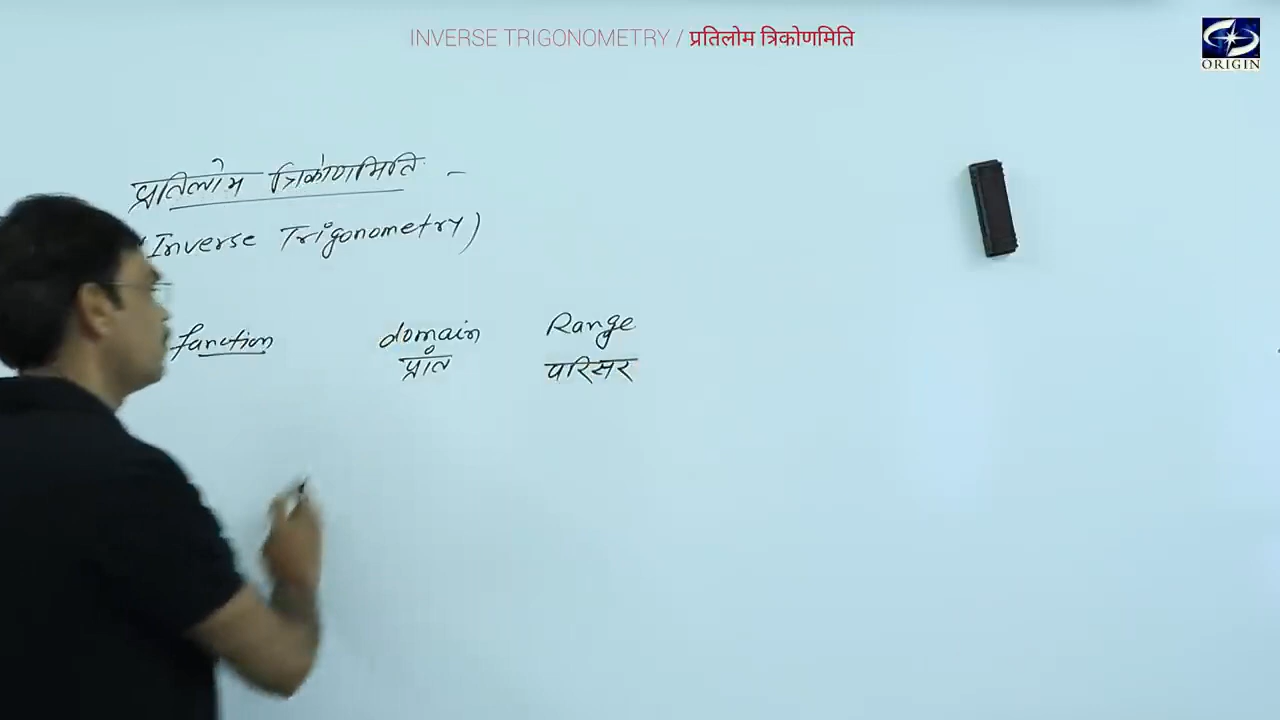 INVERSE TRIGONOMETRY / प्रतिलोम त्रिकोणमिति
ORIGIN
प्रतिलोम त्रिकोणमिति -
(Inverse Trigonometry)
function domain Range
प्रांत परिसर